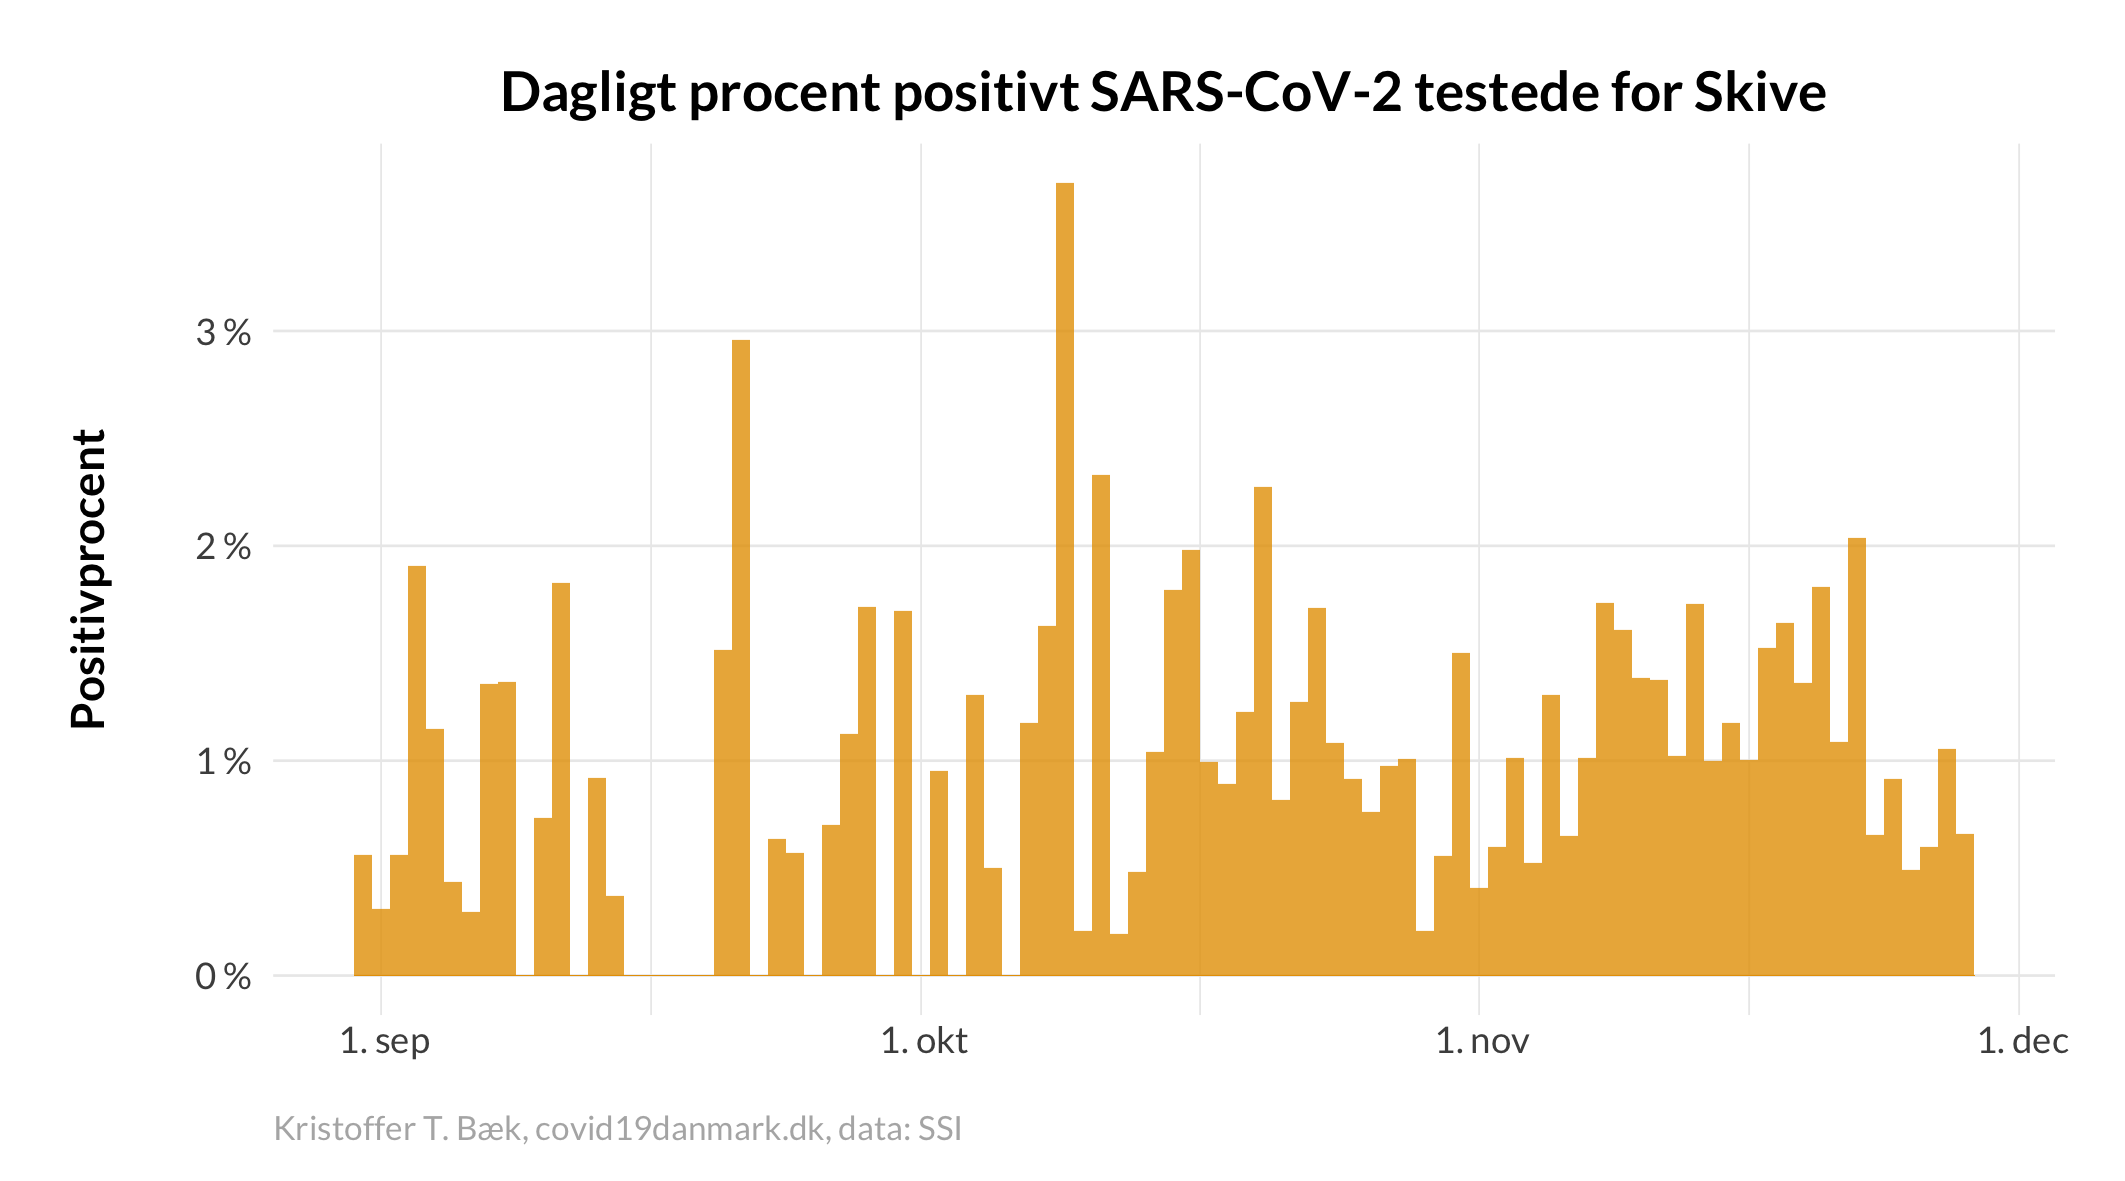 Dagligt procent positivt SARS-CoV-2 testede for Skive
Positivprocent
3 %
2 %
1 %
0 %
1. sep
1. okt
1. nov
1. dec
Kristoffer T. Bæk, covid19danmark.dk, data: SSI